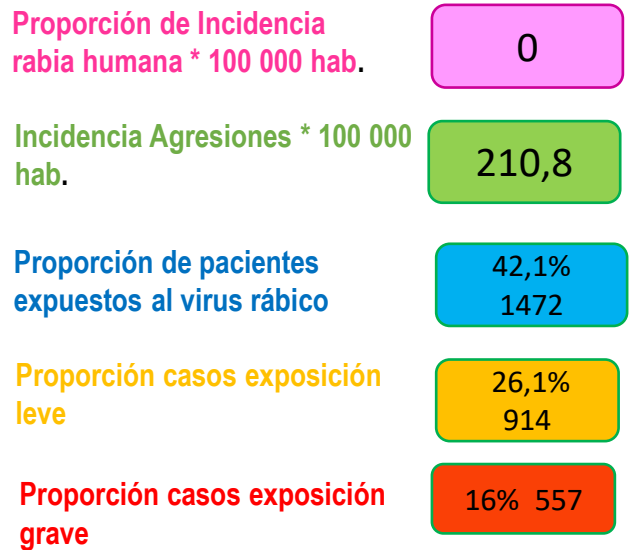 Proporción de Incidencia
rabia humana * 100 000 hab.
0
Incidencia Agresiones * 100 000
hab.
210,8
Proporción de pacientes
expuestos al virus rábico
42,1%
1472
Proporción casos exposición
leve
26,1%
914
Proporción casos exposición
grave
16% 557